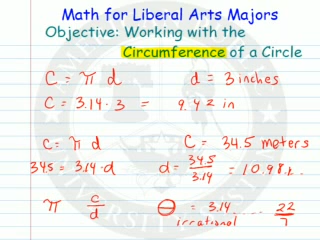 Math for Liberal Arts Majors
Objective: Working with the
Circumference of a Circle
C = π d   d = 3 inches
C = 3.14 · 3 = 9.42 in
C = π d   C = 34.5 meters
34.5 = 3.14 · d   d = 34.5/3.14 = 10.98
π   c/d   = 3.14 ....   22/7
irrational